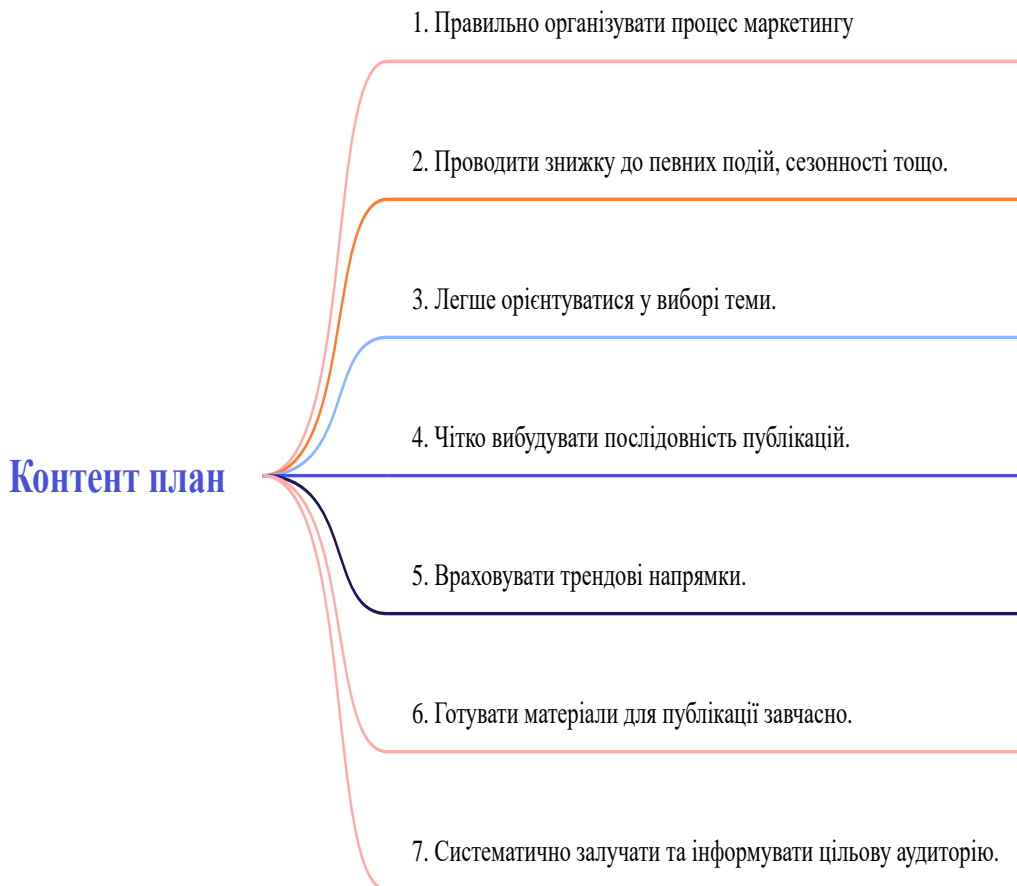 1. Правильно організувати процес маркетингу
2. Проводити знижку до певних подій, сезонності тощо.
3. Легше орієнтуватися у виборі теми.
4. Чітко вибудувати послідовність публікацій.
Контент план
5. Враховувати трендові напрямки.
6. Готувати матеріали для публікації завчасно.
7. Систематично залучати та інформувати цільову аудиторію.